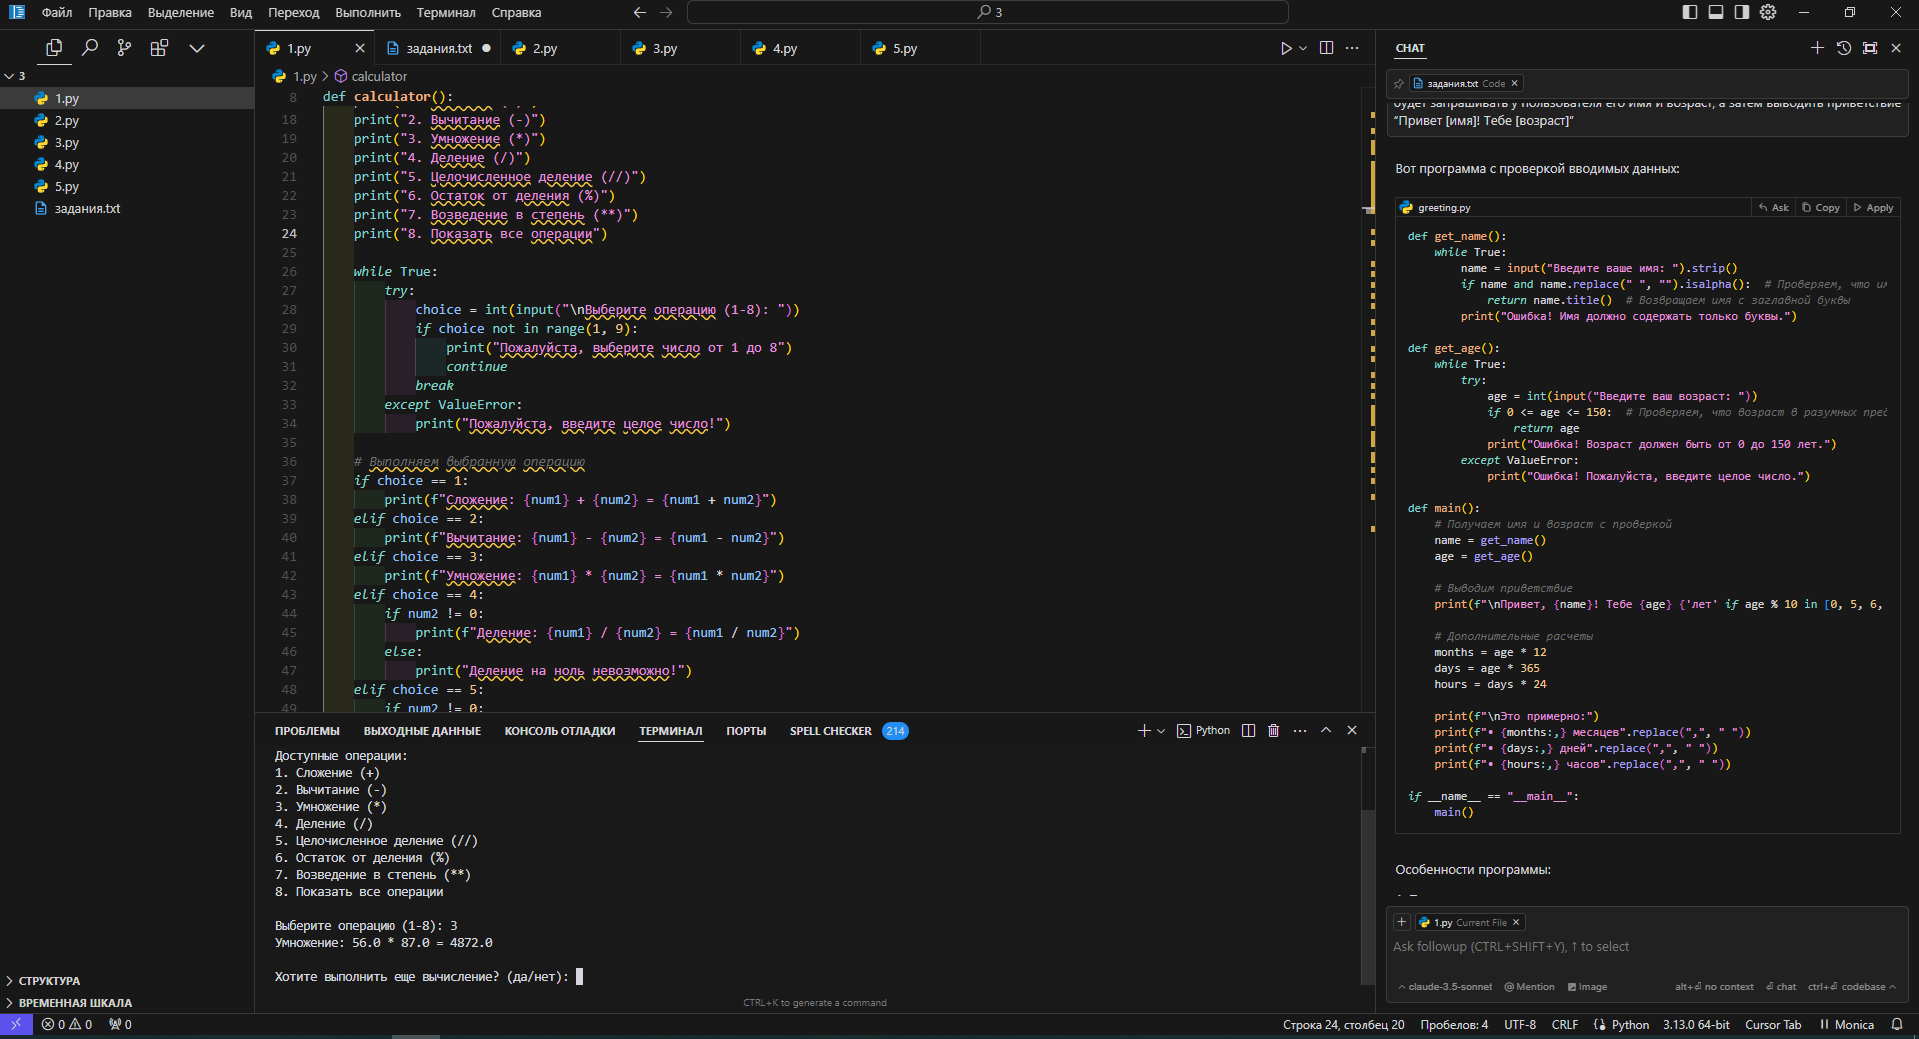 Файл Правка Выделение Вид Переход Выполнить Терминал Справка
3
3
1.py
2.py
3.py
4.py
5.py
задания.txt
СТРУКТУРА
ВРЕМЕННАЯ ШКАЛА
1.py задания.txt 2.py 3.py 4.py 5.py
1.py > calculator
8 def calculator():
18 print("2. Вычитание (-)")
19 print("3. Умножение (*)")
20 print("4. Деление (/)")
21 print("5. Целочисленное деление (//)")
22 print("6. Остаток от деления (%)")
23 print("7. Возведение в степень (**)")
24 print("8. Показать все операции")
25
26 while True:
27 try:
28 choice = int(input("\nВыберите операцию (1-8): "))
29 if choice not in range(1, 9):
30 print("Пожалуйста, выберите число от 1 до 8")
31 continue
32 break
33 except ValueError:
34 print("Пожалуйста, введите целое число!")
35
36 # Выполняем выбранную операцию
37 if choice == 1:
38 print(f"Сложение: {num1} + {num2} = {num1 + num2}")
39 elif choice == 2:
40 print(f"Вычитание: {num1} - {num2} = {num1 - num2}")
41 elif choice == 3:
42 print(f"Умножение: {num1} * {num2} = {num1 * num2}")
43 elif choice == 4:
44 if num2 != 0:
45 print(f"Деление: {num1} / {num2} = {num1 / num2}")
46 else:
47 print("Деление на ноль невозможно!")
48 elif choice == 5:
49 if num2 != 0:
ПРОБЛЕМЫ ВЫХОДНЫЕ ДАННЫЕ КОНСОЛЬ ОТЛАДКИ ТЕРМИНАЛ ПОРТЫ SPELL CHECKER 214
Python
Доступные операции:
1. Сложение (+)
2. Вычитание (-)
3. Умножение (*)
4. Деление (/)
5. Целочисленное деление (//)
6. Остаток от деления (%)
7. Возведение в степень (**)
8. Показать все операции
Выберите операцию (1-8): 3
Умножение: 56.0 * 87.0 = 4872.0
Хотите выполнить еще вычисление? (да/нет):
CTRL+K to generate a command
CHAT
задания.txt Code
будет запрашивать у пользователя его имя и возраст, а затем выводить приветствие
“Привет [имя]! Тебе [возраст]”
Вот программа с проверкой вводимых данных:
greeting.py Ask Copy Apply
def get_name():
while True:
name = input("Введите ваше имя: ").strip()
if name and name.replace(" ", "").isalpha(): # Проверяем, что им
return name.title() # Возвращаем имя с заглавной буквы
print("Ошибка! Имя должно содержать только буквы.")
def get_age():
while True:
try:
age = int(input("Введите ваш возраст: "))
if 0 <= age <= 150: # Проверяем, что возраст в разумных пред
return age
print("Ошибка! Возраст должен быть от 0 до 150 лет.")
except ValueError:
print("Ошибка! Пожалуйста, введите целое число.")
def main():
# Получаем имя и возраст с проверкой
name = get_name()
age = get_age()
# Выводим приветствие
print(f"\nПривет, {name}! Тебе {age} {'лет' if age % 10 in [0, 5, 6,
# Дополнительные расчеты
months = age * 12
days = age * 365
hours = days * 24
print(f"\nЭто примерно:")
print(f"• {months:,} месяцев".replace(",", " "))
print(f"• {days:,} дней".replace(",", " "))
print(f"• {hours:,} часов".replace(",", " "))
if __name__ == "__main__":
main()
Особенности программы:
1.py Current File
Ask followup (CTRL+SHIFT+Y), ↑ to select
claude-3.5-sonnet @ Mention Image alt+⏎ no context ⏎ chat ctrl+⏎ codebase
0 0 0
Строка 24, столбец 20 Пробелов: 4 UTF-8 CRLF Python 3.13.0 64-bit Cursor Tab Monica